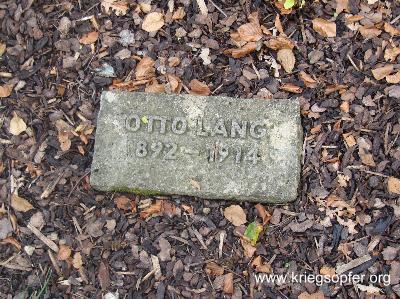 OTTO LANG
1892 - 1914
www.kriegsopfer.org